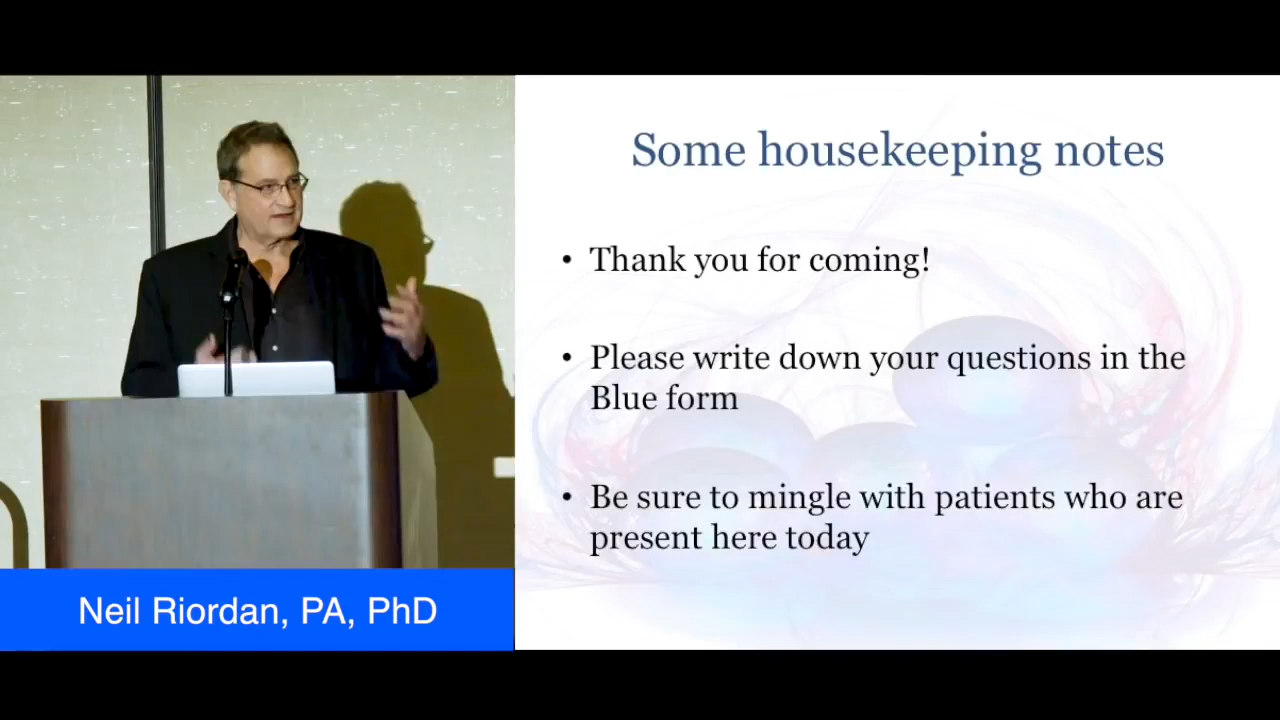 Some housekeeping notes
• Thank you for coming!
• Please write down your questions in the
Blue form
• Be sure to mingle with patients who are
present here today
Neil Riordan, PA, PhD